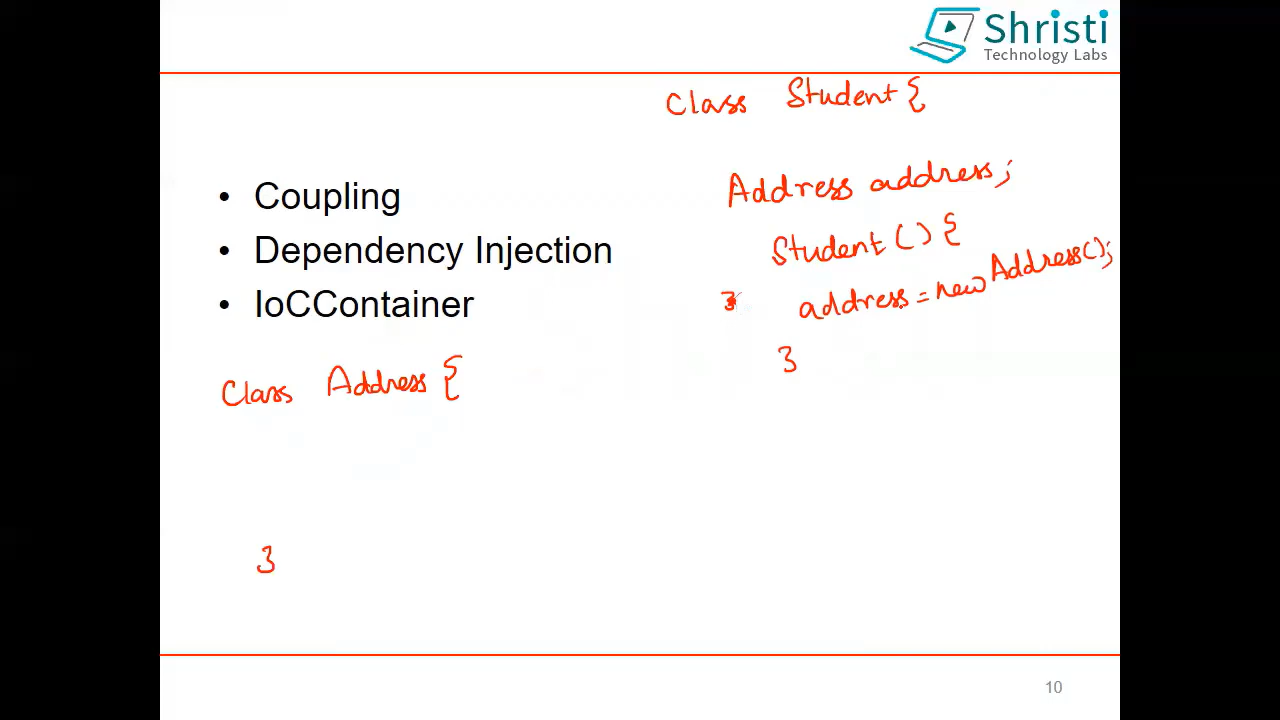 Shristi
Technology Labs
Class Student {
Address address;
Student () {
address = new Address();
}
}
• Coupling
• Dependency Injection
• IoCContainer
Class Address {
}
10